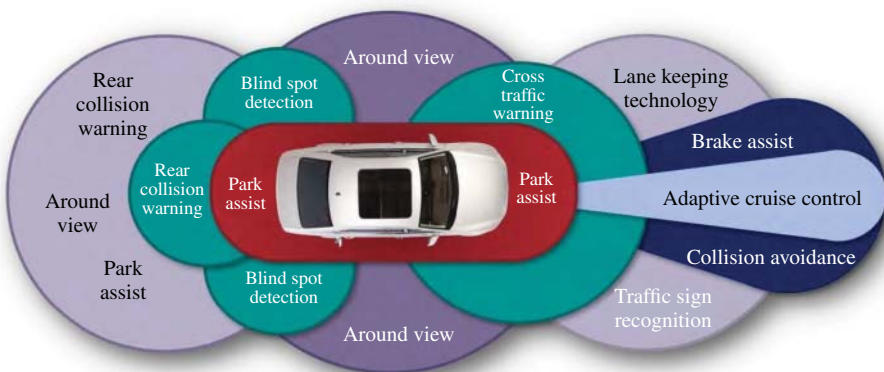 Rear
collision
warning
Around
view
Park
assist
Blind spot
detection
Rear
collision
warning
Blind spot
detection
Park
assist
Around view
Around view
Cross
traffic
warning
Park
assist
Lane keeping
technology
Brake assist
Adaptive cruise control
Collision avoidance
Traffic sign
recognition